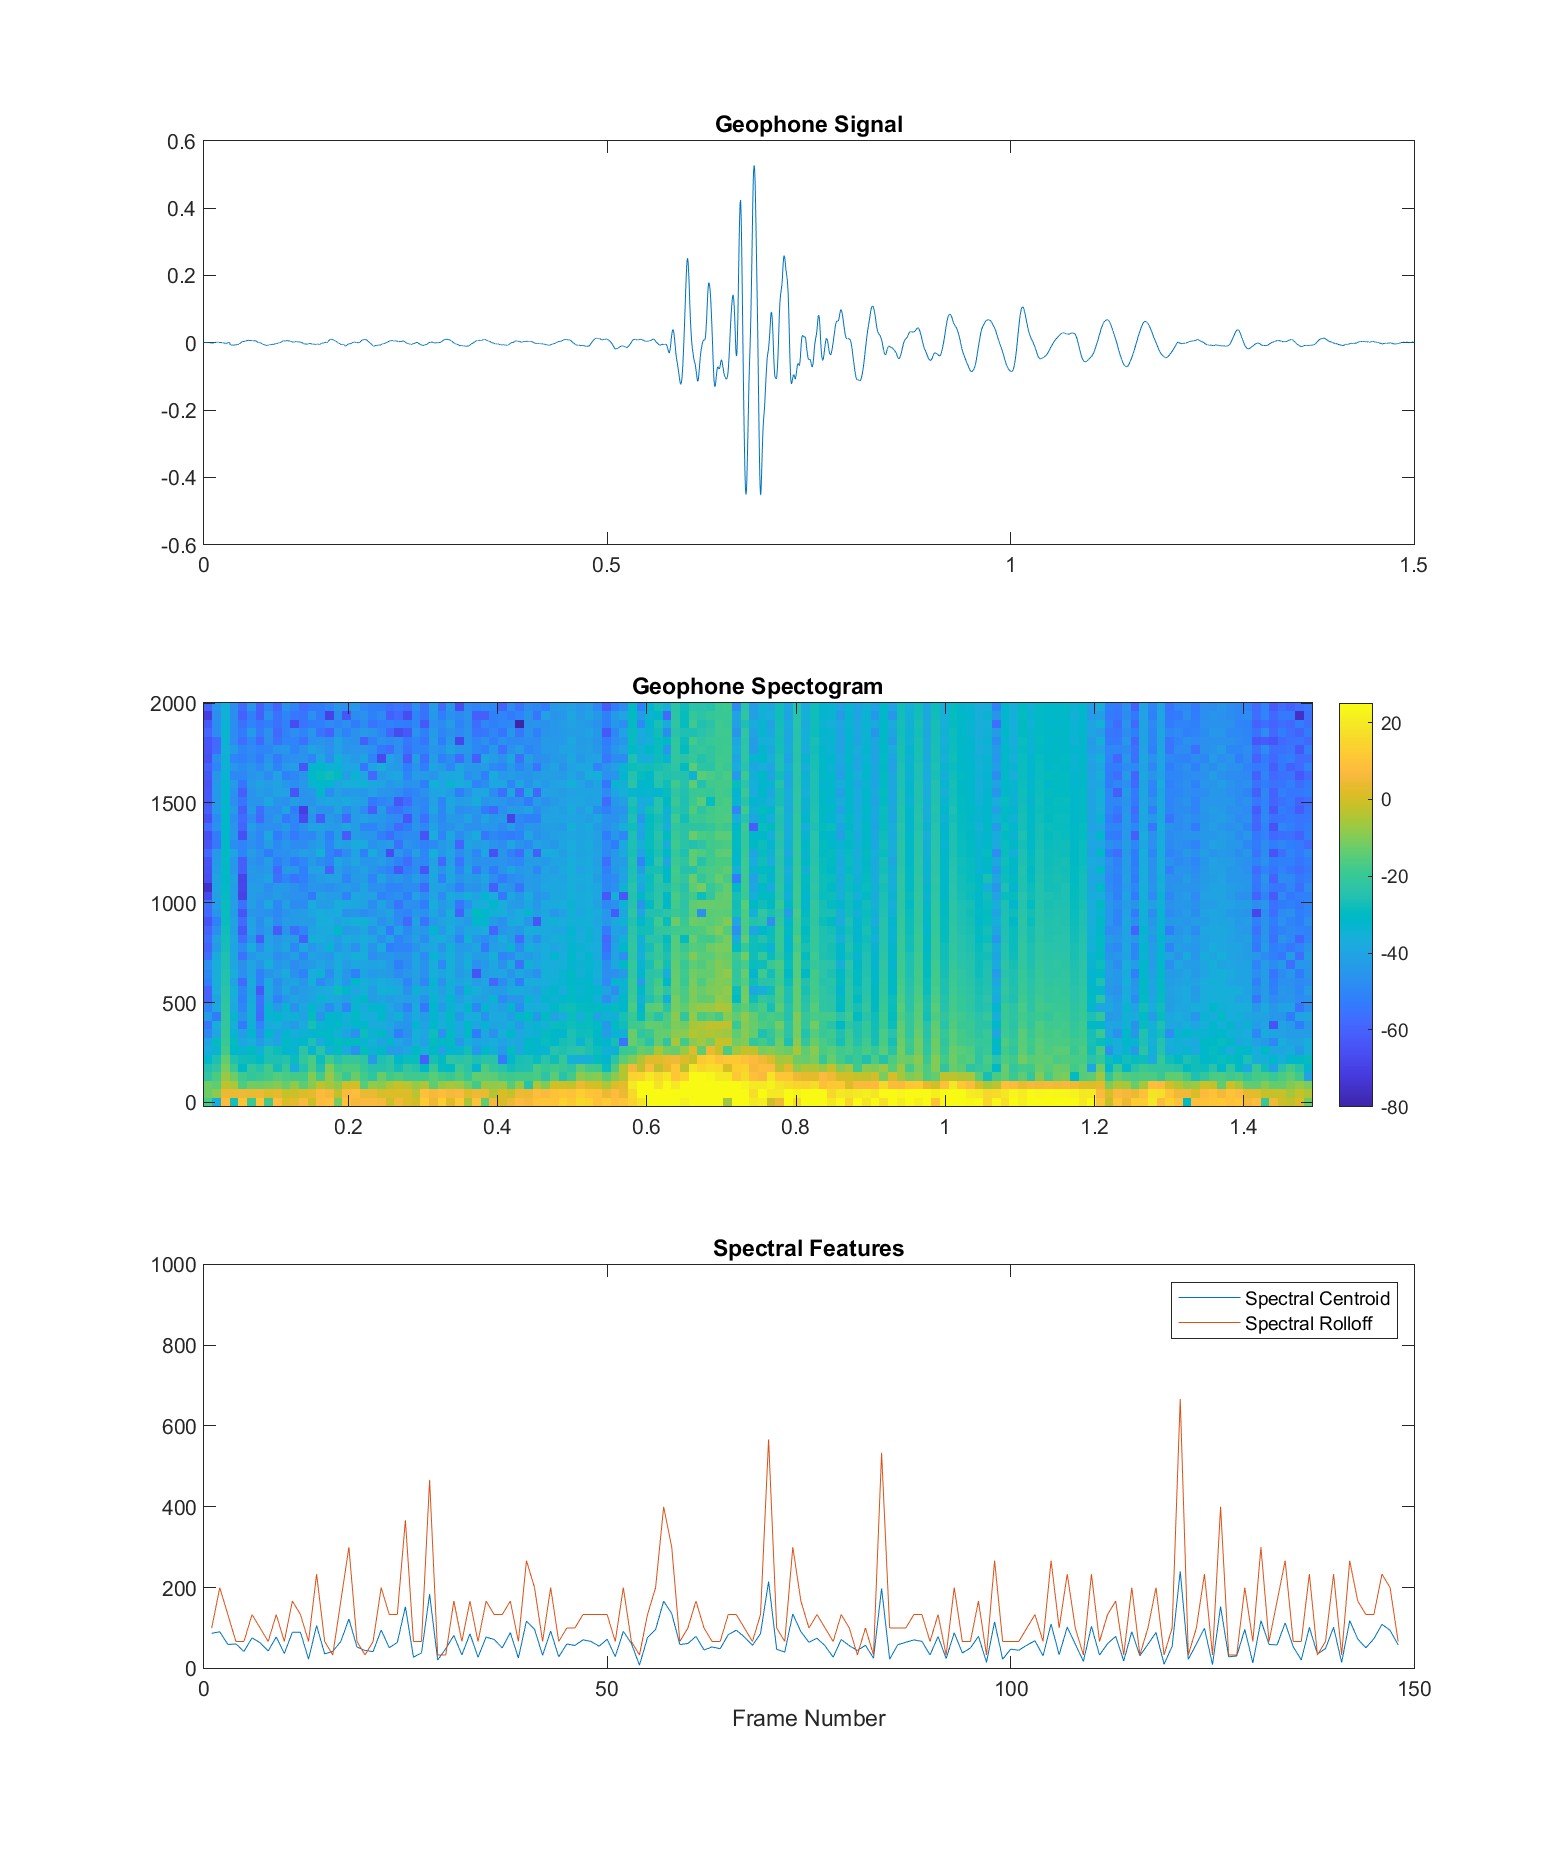 Geophone Signal
0.6
0.4
0.2
0
-0.2
-0.4
-0.6
0 0.5 1 1.5
Geophone Spectogram
2000
1500
1000
500
0
20
0
-20
-40
-60
-80
0.2 0.4 0.6 0.8 1 1.2 1.4
Spectral Features
1000
800
600
400
200
0
Spectral Centroid
Spectral Rolloff
0 50 100 150
Frame Number